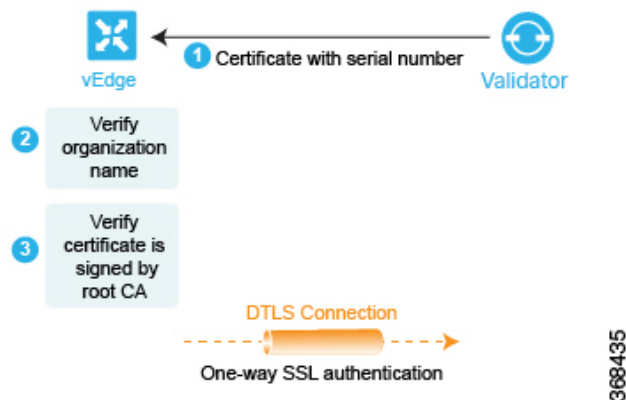 1 Certificate with serial number
vEdge
Validator
2
Verify
organization
name
3
Verify
certificate is
signed by
root CA
DTLS Connection
One-way SSL authentication
368435